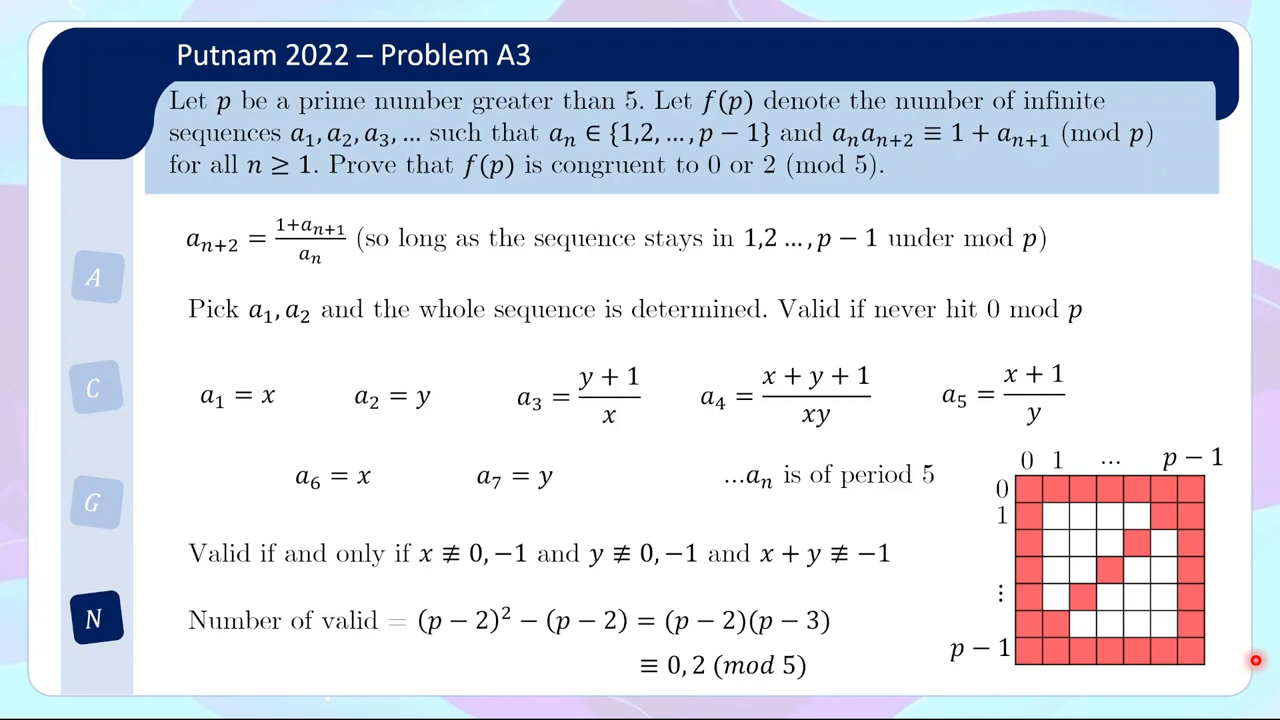 Putnam 2022 – Problem A3
Let p be a prime number greater than 5. Let f(p) denote the number of infinite
sequences a₁, a₂, a₃, … such that aₙ ∈ {1,2, … , p − 1} and aₙaₙ₊₂ ≡ 1 + aₙ₊₁ (mod p)
for all n ≥ 1. Prove that f(p) is congruent to 0 or 2 (mod 5).
aₙ₊₂ = (1+aₙ₊₁)/aₙ (so long as the sequence stays in 1,2 … , p − 1 under mod p)
A
Pick a₁, a₂ and the whole sequence is determined. Valid if never hit 0 mod p
C
a₁ = x a₂ = y a₃ = (y + 1)/x a₄ = (x + y + 1)/xy a₅ = (x + 1)/y
a₆ = x a₇ = y …aₙ is of period 5
G
Valid if and only if x ≢ 0, −1 and y ≢ 0, −1 and x + y ≢ −1
N
Number of valid = (p − 2)² − (p − 2) = (p − 2)(p − 3)
≡ 0, 2 (mod 5)
0 1 … p − 1
0
1
⋮
p − 1